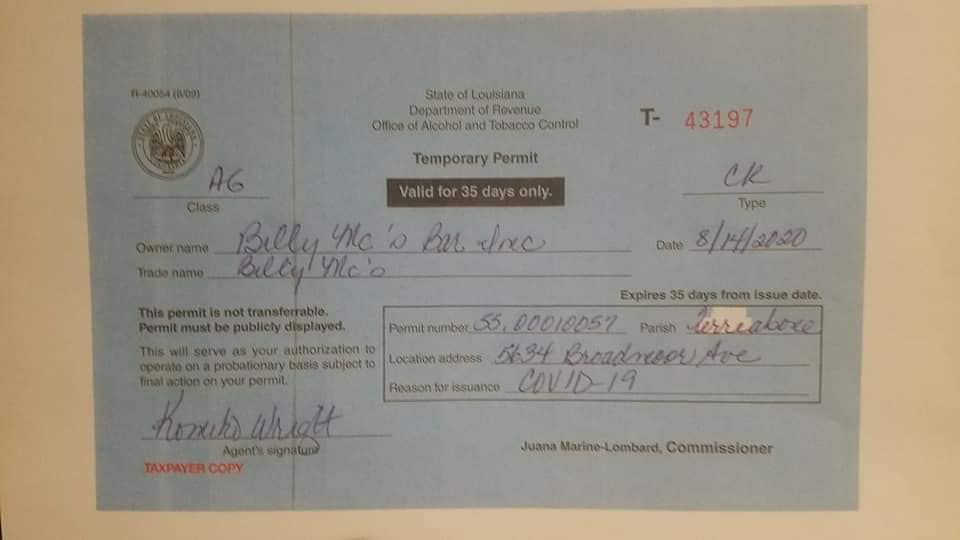 R-40084 (8/09)
State of Louisiana
Department of Revenue
Office of Alcohol and Tobacco Control
T- 43197
Temporary Permit
Valid for 35 days only.
AG
Class
CR
Type
Owner name Billy Mc's Bar Inc
Date 8/14/2020
Trade name Billy Mc's
Expires 35 days from issue date.
This permit is not transferrable.
Permit must be publicly displayed.
This will serve as your authorization to
operate on a probationary basis subject to
final action on your permit.
Permit number 55.00010057 Parish
Location address 5634 Broadmoor Ave
Reason for issuance COVID-19
Wright
Agent's signature
TAXPAYER COPY
Juana Marine-Lombard, Commissioner